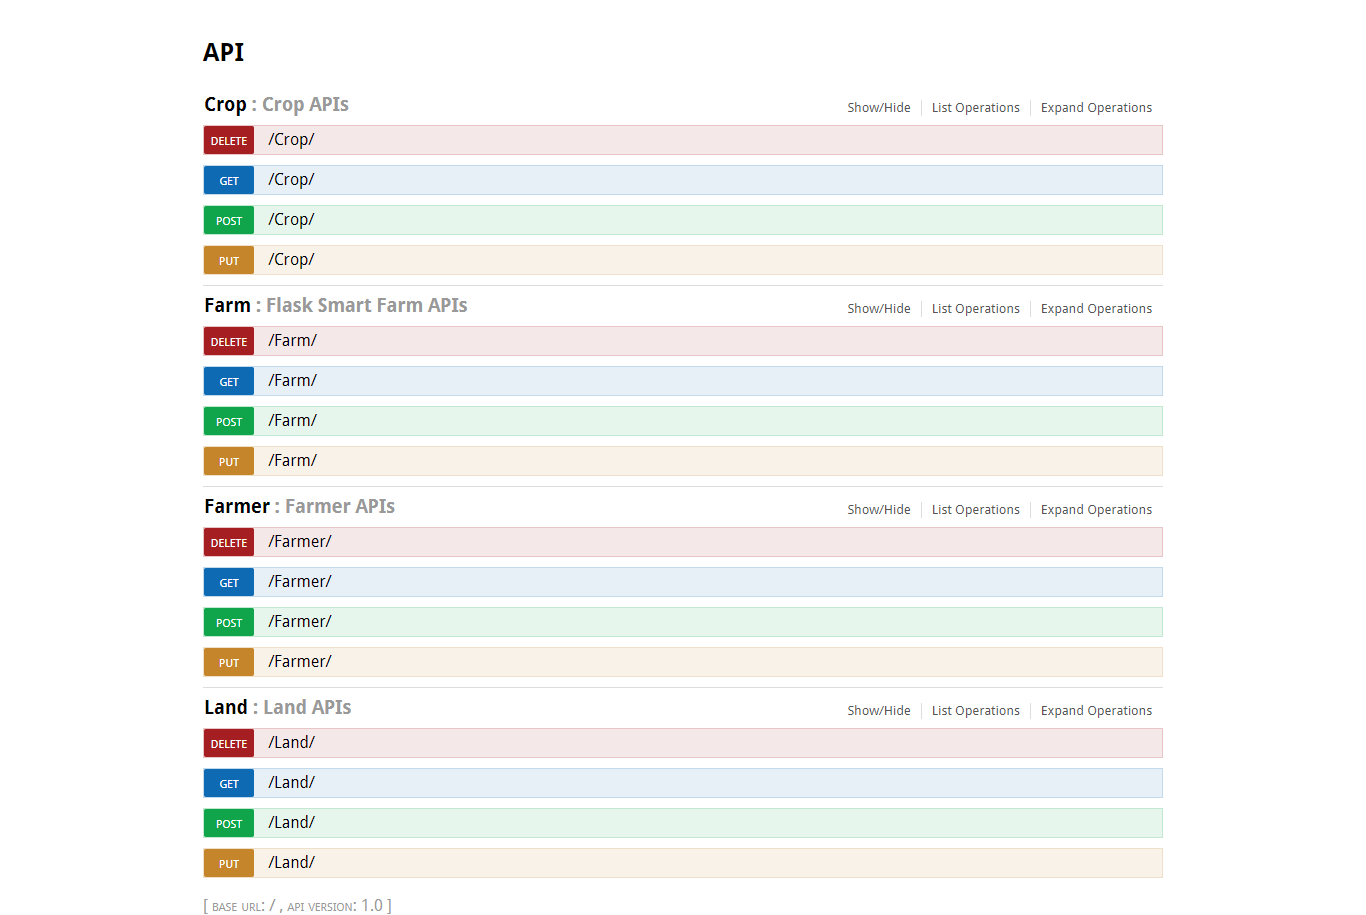 API
Crop : Crop APIs Show/Hide List Operations Expand Operations
DELETE /Crop/
GET /Crop/
POST /Crop/
PUT /Crop/
Farm : Flask Smart Farm APIs Show/Hide List Operations Expand Operations
DELETE /Farm/
GET /Farm/
POST /Farm/
PUT /Farm/
Farmer : Farmer APIs Show/Hide List Operations Expand Operations
DELETE /Farmer/
GET /Farmer/
POST /Farmer/
PUT /Farmer/
Land : Land APIs Show/Hide List Operations Expand Operations
DELETE /Land/
GET /Land/
POST /Land/
PUT /Land/
[ BASE URL: / , API VERSION: 1.0 ]